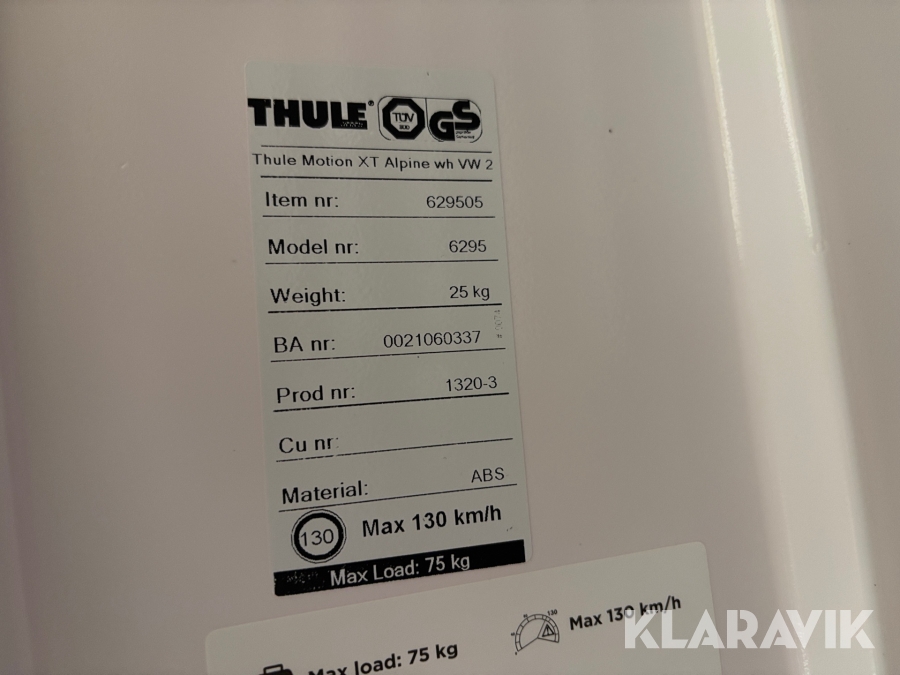 THULE®
TÜV
GS
Thule Motion XT Alpine wh VW 2
Item nr: 629505
Model nr: 6295
Weight: 25 kg
# 0074
BA nr: 0021060337
Prod nr: 1320-3
Cu nr:
Material: ABS
130 Max 130 km/h
Max Load: 75 kg
130
Max 130 km/h
Max load: 75 kg
KLARAVIK